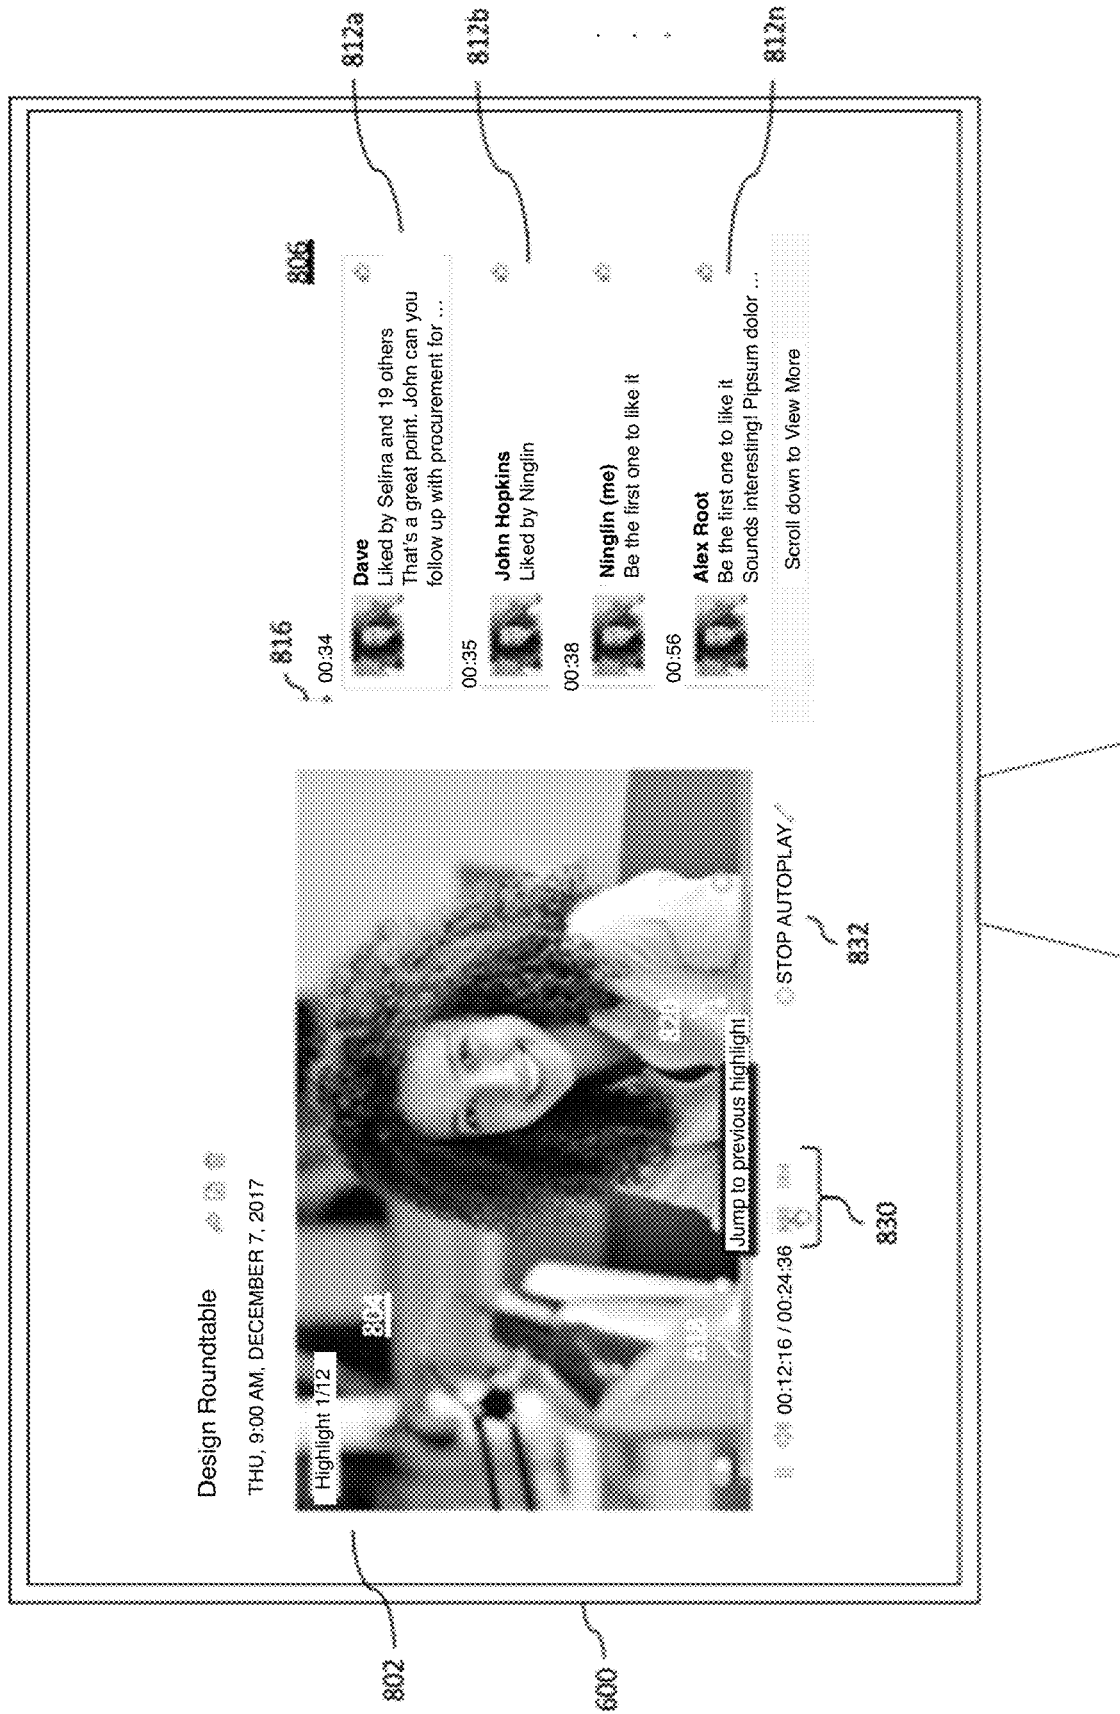 Design Roundtable
THU, 9:00 AM, DECEMBER 7, 2017
802
Highlight 1/12
804
Jump to previous highlight
00:12:16 / 00:24:36
STOP AUTOPLAY
830
832
600
806
816
00:34
Dave
Liked by Selina and 19 others
That's a great point. John can you
follow up with procurement for ...
812a
00:35
John Hopkins
Liked by Ninglin
812b
00:38
Ninglin (me)
Be the first one to like it
00:56
Alex Root
Be the first one to like it
Sounds interesting! Pipsum dolor ...
812n
Scroll down to View More